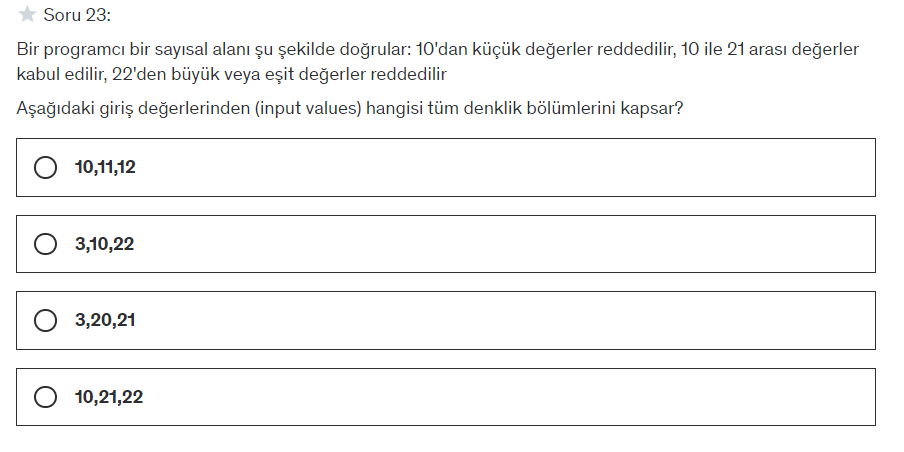 Soru 23:
Bir programcı bir sayısal alanı şu şekilde doğrular: 10'dan küçük değerler reddedilir, 10 ile 21 arası değerler
kabul edilir, 22'den büyük veya eşit değerler reddedilir
Aşağıdaki giriş değerlerinden (input values) hangisi tüm denklik bölümlerini kapsar?
10,11,12
3,10,22
3,20,21
10,21,22